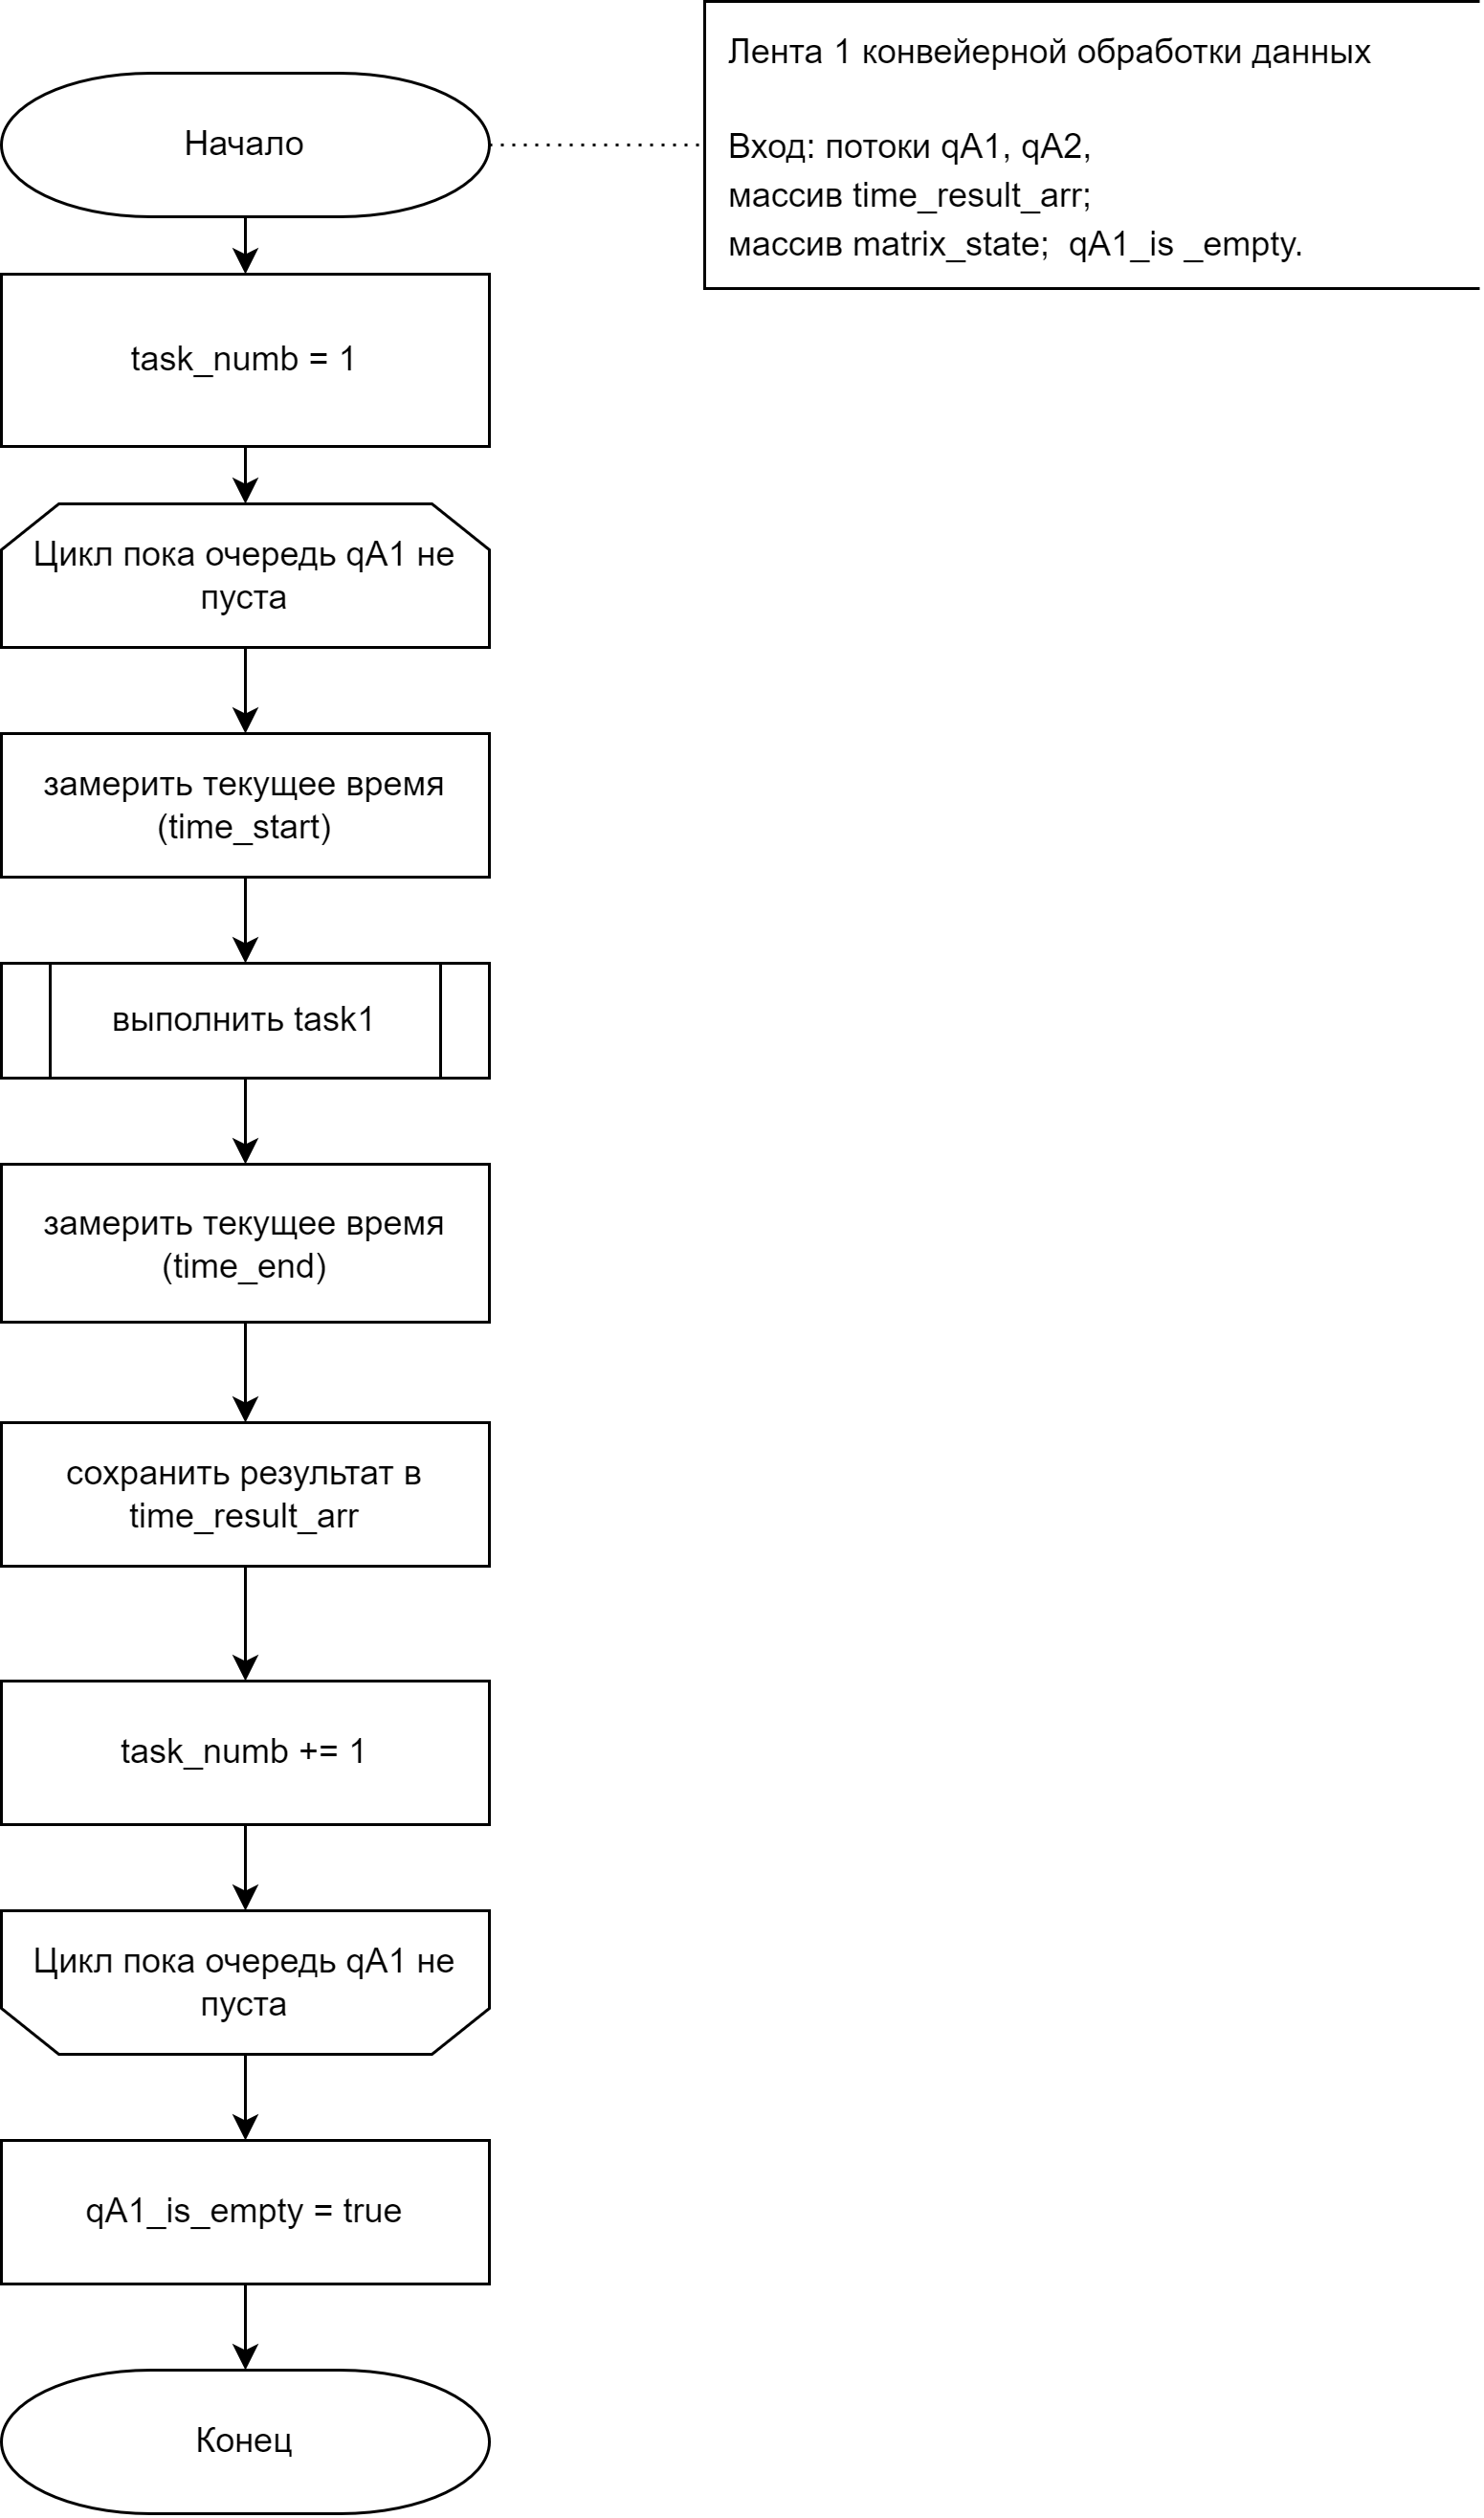 Лента 1 конвейерной обработки данных
Вход: потоки qA1, qA2,
массив time_result_arr;
массив matrix_state;  qA1_is _empty.
Начало
task_numb = 1
Цикл пока очередь qA1 не
пуста
замерить текущее время
(time_start)
выполнить task1
замерить текущее время
(time_end)
сохранить результат в
time_result_arr
task_numb += 1
Цикл пока очередь qA1 не
пуста
qA1_is_empty = true
Конец